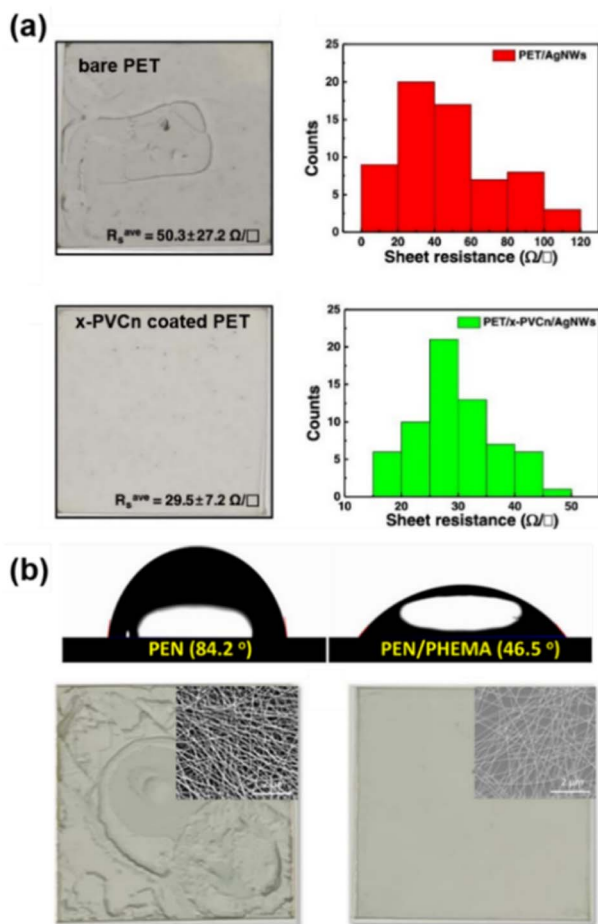 (a)
bare PET
Rₛᵃᵛᵉ = 50.3±27.2 Ω/□
25
20
15
10
5
0
Counts
PET/AgNWs
0 20 40 60 80 100 120
Sheet resistance (Ω/□)
x-PVCn coated PET
Rₛᵃᵛᵉ = 29.5±7.2 Ω/□
25
20
15
10
5
0
Counts
PET/x-PVCn/AgNWs
10 20 30 40 50
Sheet resistance (Ω/□)
(b)
PEN (84.2 º)
PEN/PHEMA (46.5 º)
2 µm